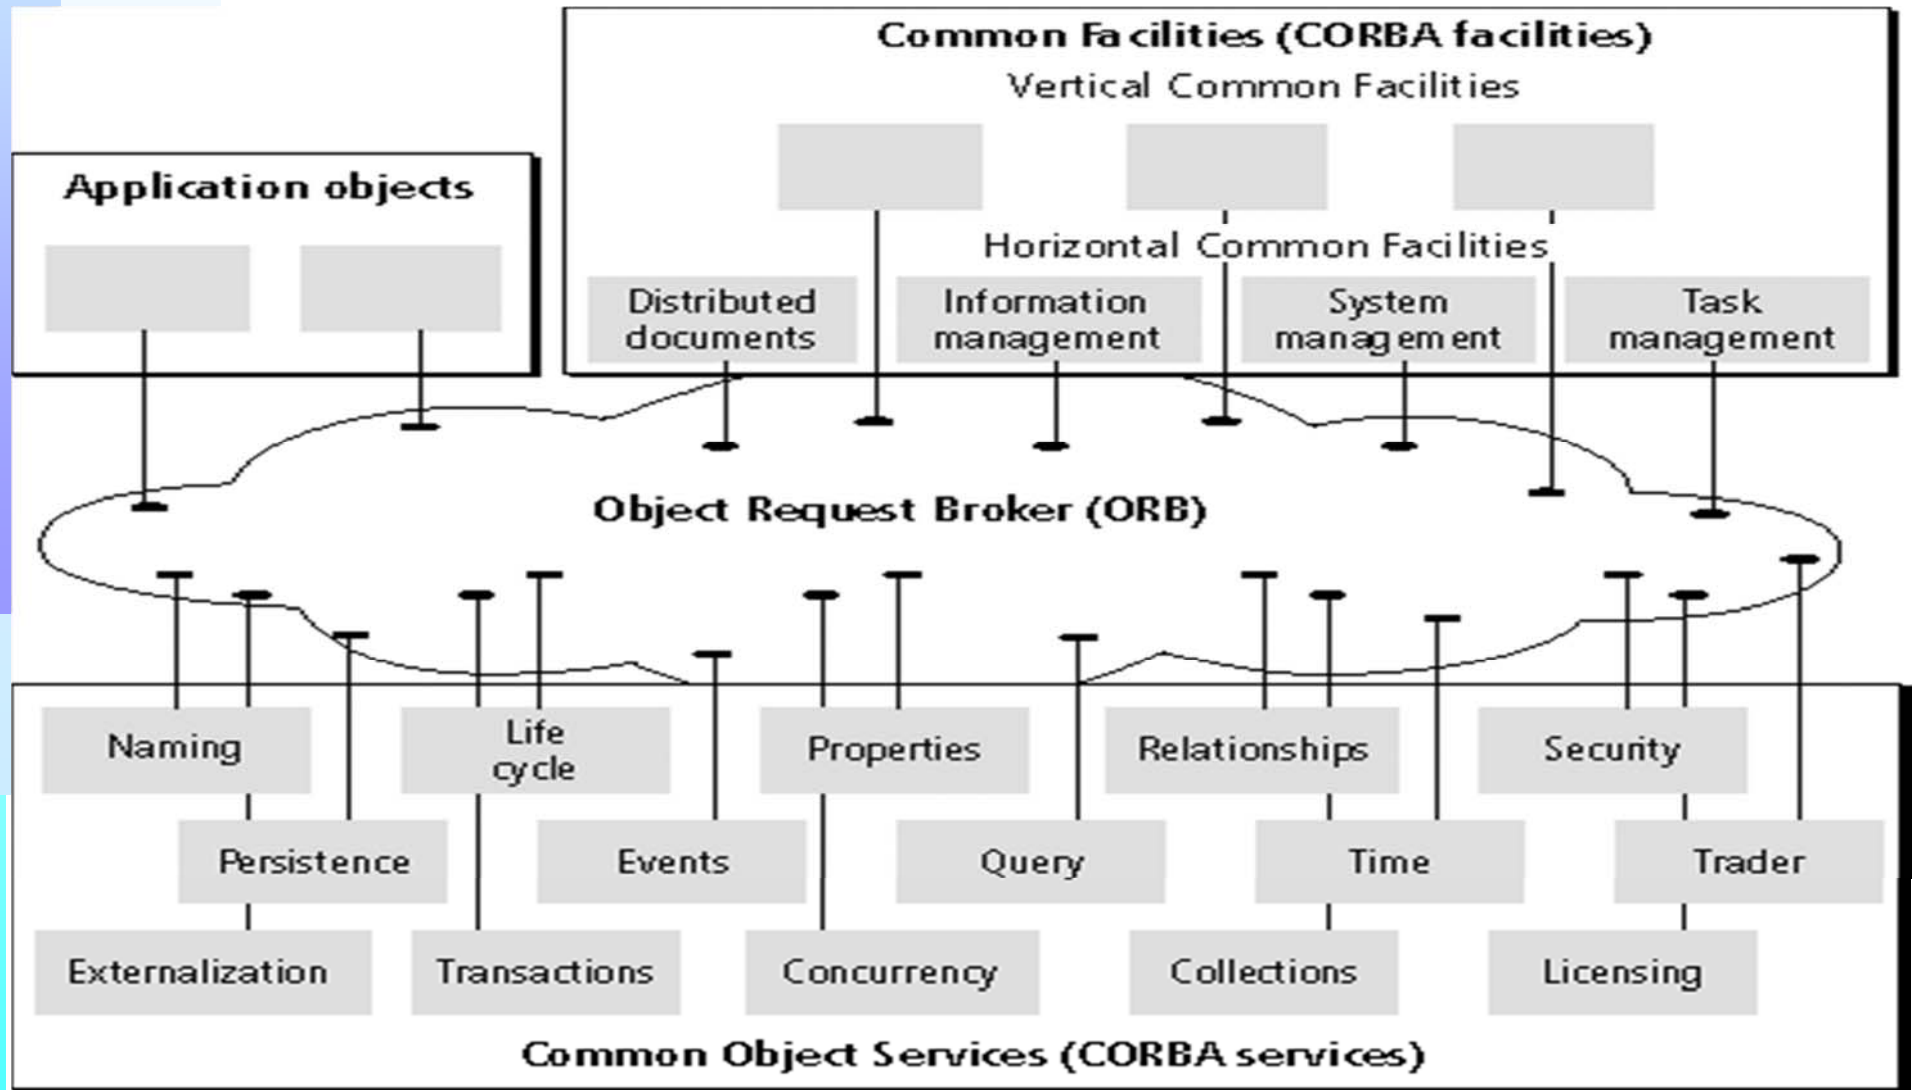 Common Facilities (CORBA facilities)
Vertical Common Facilities
Application objects
Horizontal Common Facilities
Distributed
documents
Information
management
System
management
Task
management
Object Request Broker (ORB)
Naming
Life
cycle
Properties
Relationships
Security
Persistence
Events
Query
Time
Trader
Externalization
Transactions
Concurrency
Collections
Licensing
Common Object Services (CORBA services)